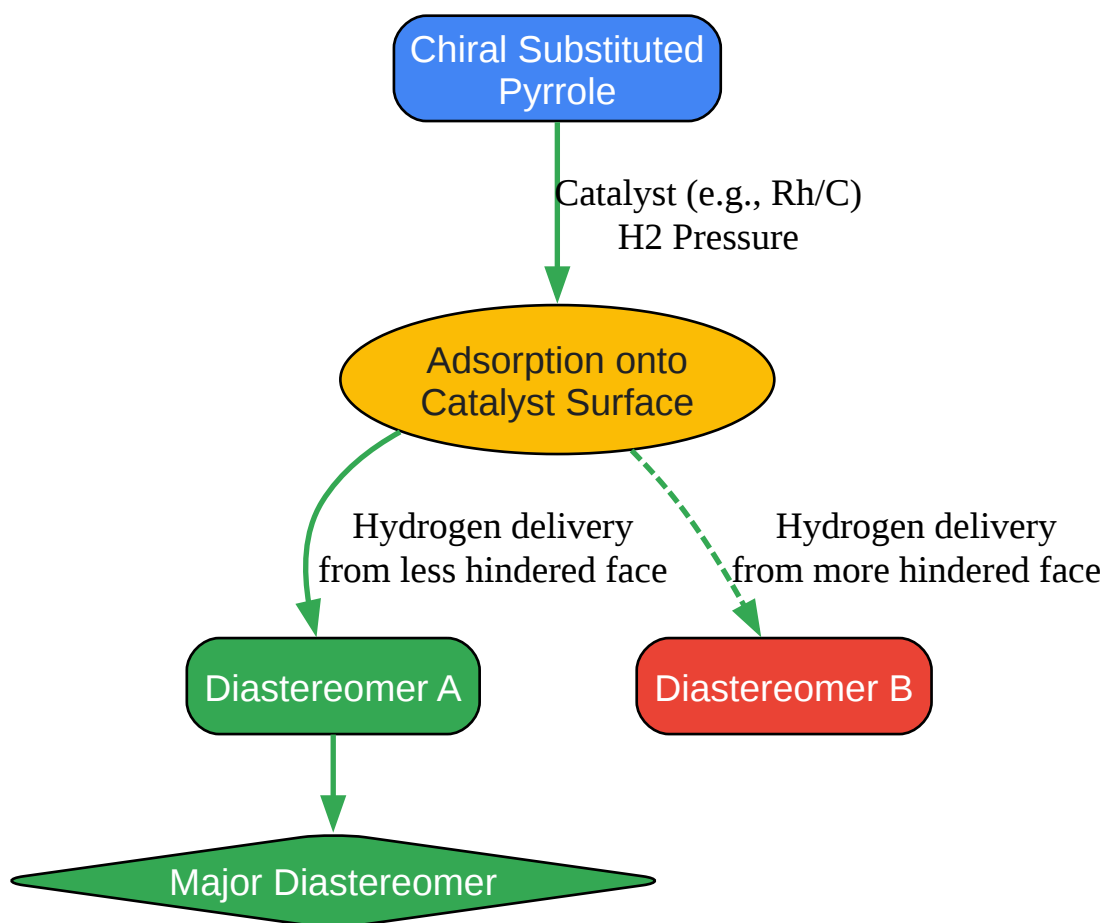 Chiral Substituted
Pyrrole
Catalyst (e.g., Rh/C)
H2 Pressure
Adsorption onto
Catalyst Surface
Hydrogen delivery
from less hindered face
Hydrogen delivery
from more hindered face
Diastereomer A
Diastereomer B
Major Diastereomer